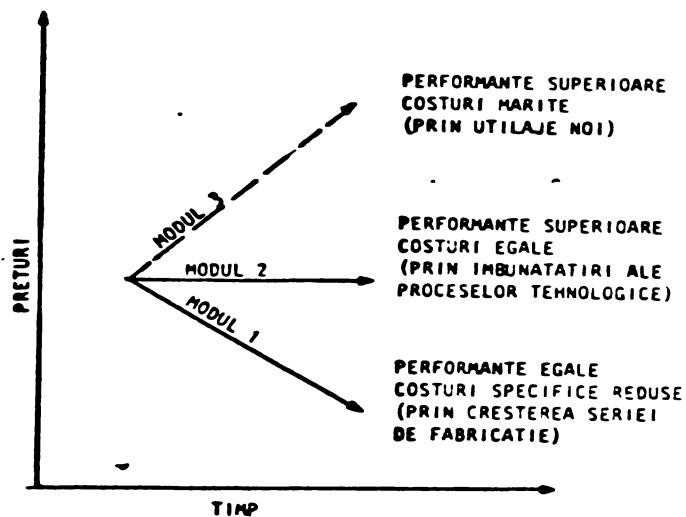 PERFORMANTE SUPERIOARE
COSTURI MARITE
(PRIN UTILAJE NOI)
MODUL 3
PERFORMANTE SUPERIOARE
COSTURI EGALE
(PRIN IMBUNATATIRI ALE
PROCESELOR TEHNOLOGICE)
MODUL 2
PRETURI
MODUL 1
PERFORMANTE EGALE
COSTURI SPECIFICE REDUSE
(PRIN CRESTEREA SERIEI
DE FABRICATIE)
TIMP